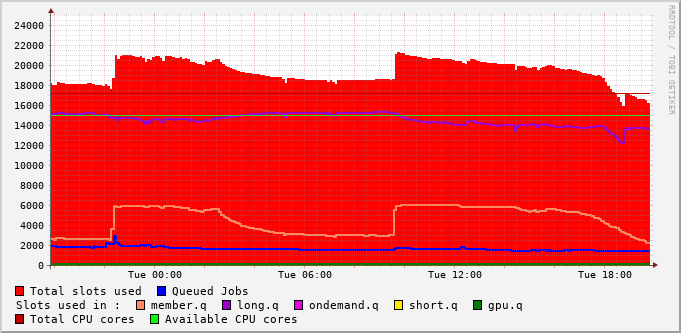 24000
22000
20000
18000
16000
14000
12000
10000
8000
6000
4000
2000
0
Tue 00:00 Tue 06:00 Tue 12:00 Tue 18:00
RRDTOOL / TOBI OETIKER
Total slots used Queued Jobs
Slots used in : member.q long.q ondemand.q short.q gpu.q
Total CPU cores Available CPU cores